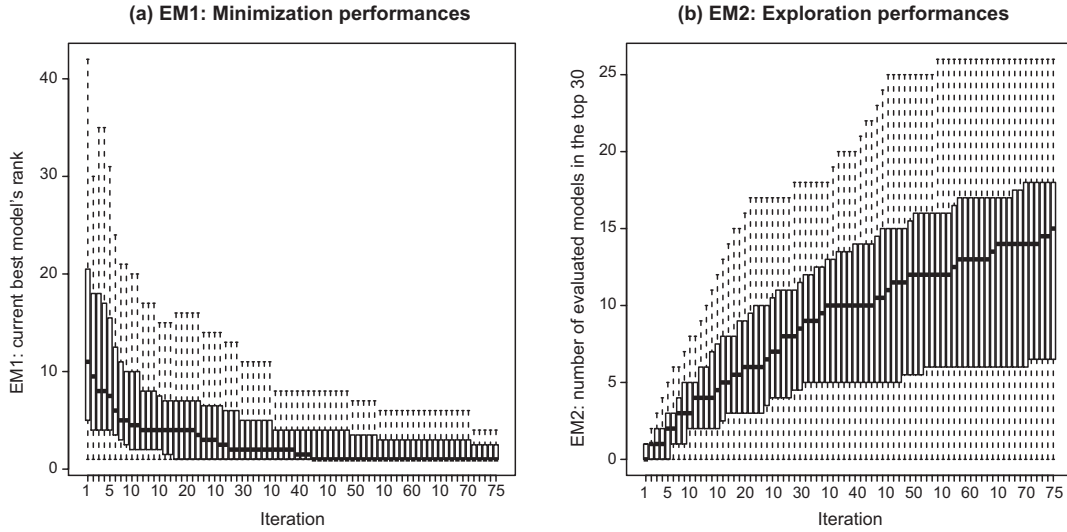 (a) EM1: Minimization performances
EM1: current best model's rank
40
30
20
10
0
1 5 10 10 20 10 30 10 40 10 50 10 60 10 70 75
Iteration
(b) EM2: Exploration performances
EM2: number of evaluated models in the top 30
25
20
15
10
5
0
1 5 10 10 20 10 30 10 40 10 50 10 60 10 70 75
Iteration